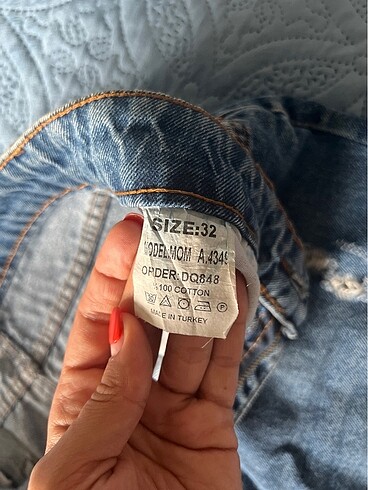 SIZE:32
MODEL:MOM A.4349
ORDER:DQ848
%100 COTTON
P
MADE IN TURKEY